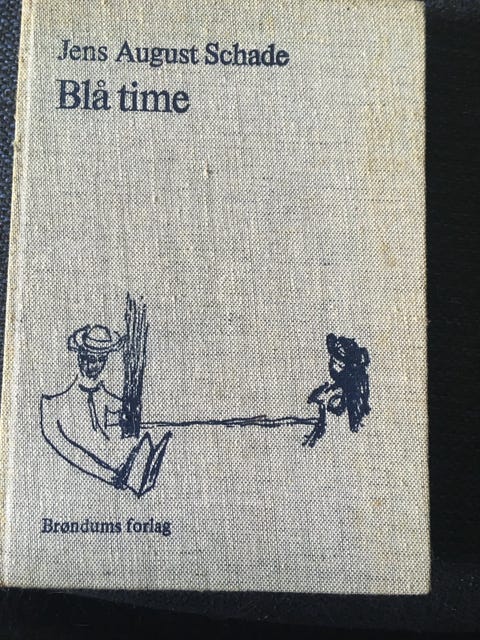 Jens August Schade
Blå time
Brøndums forlag